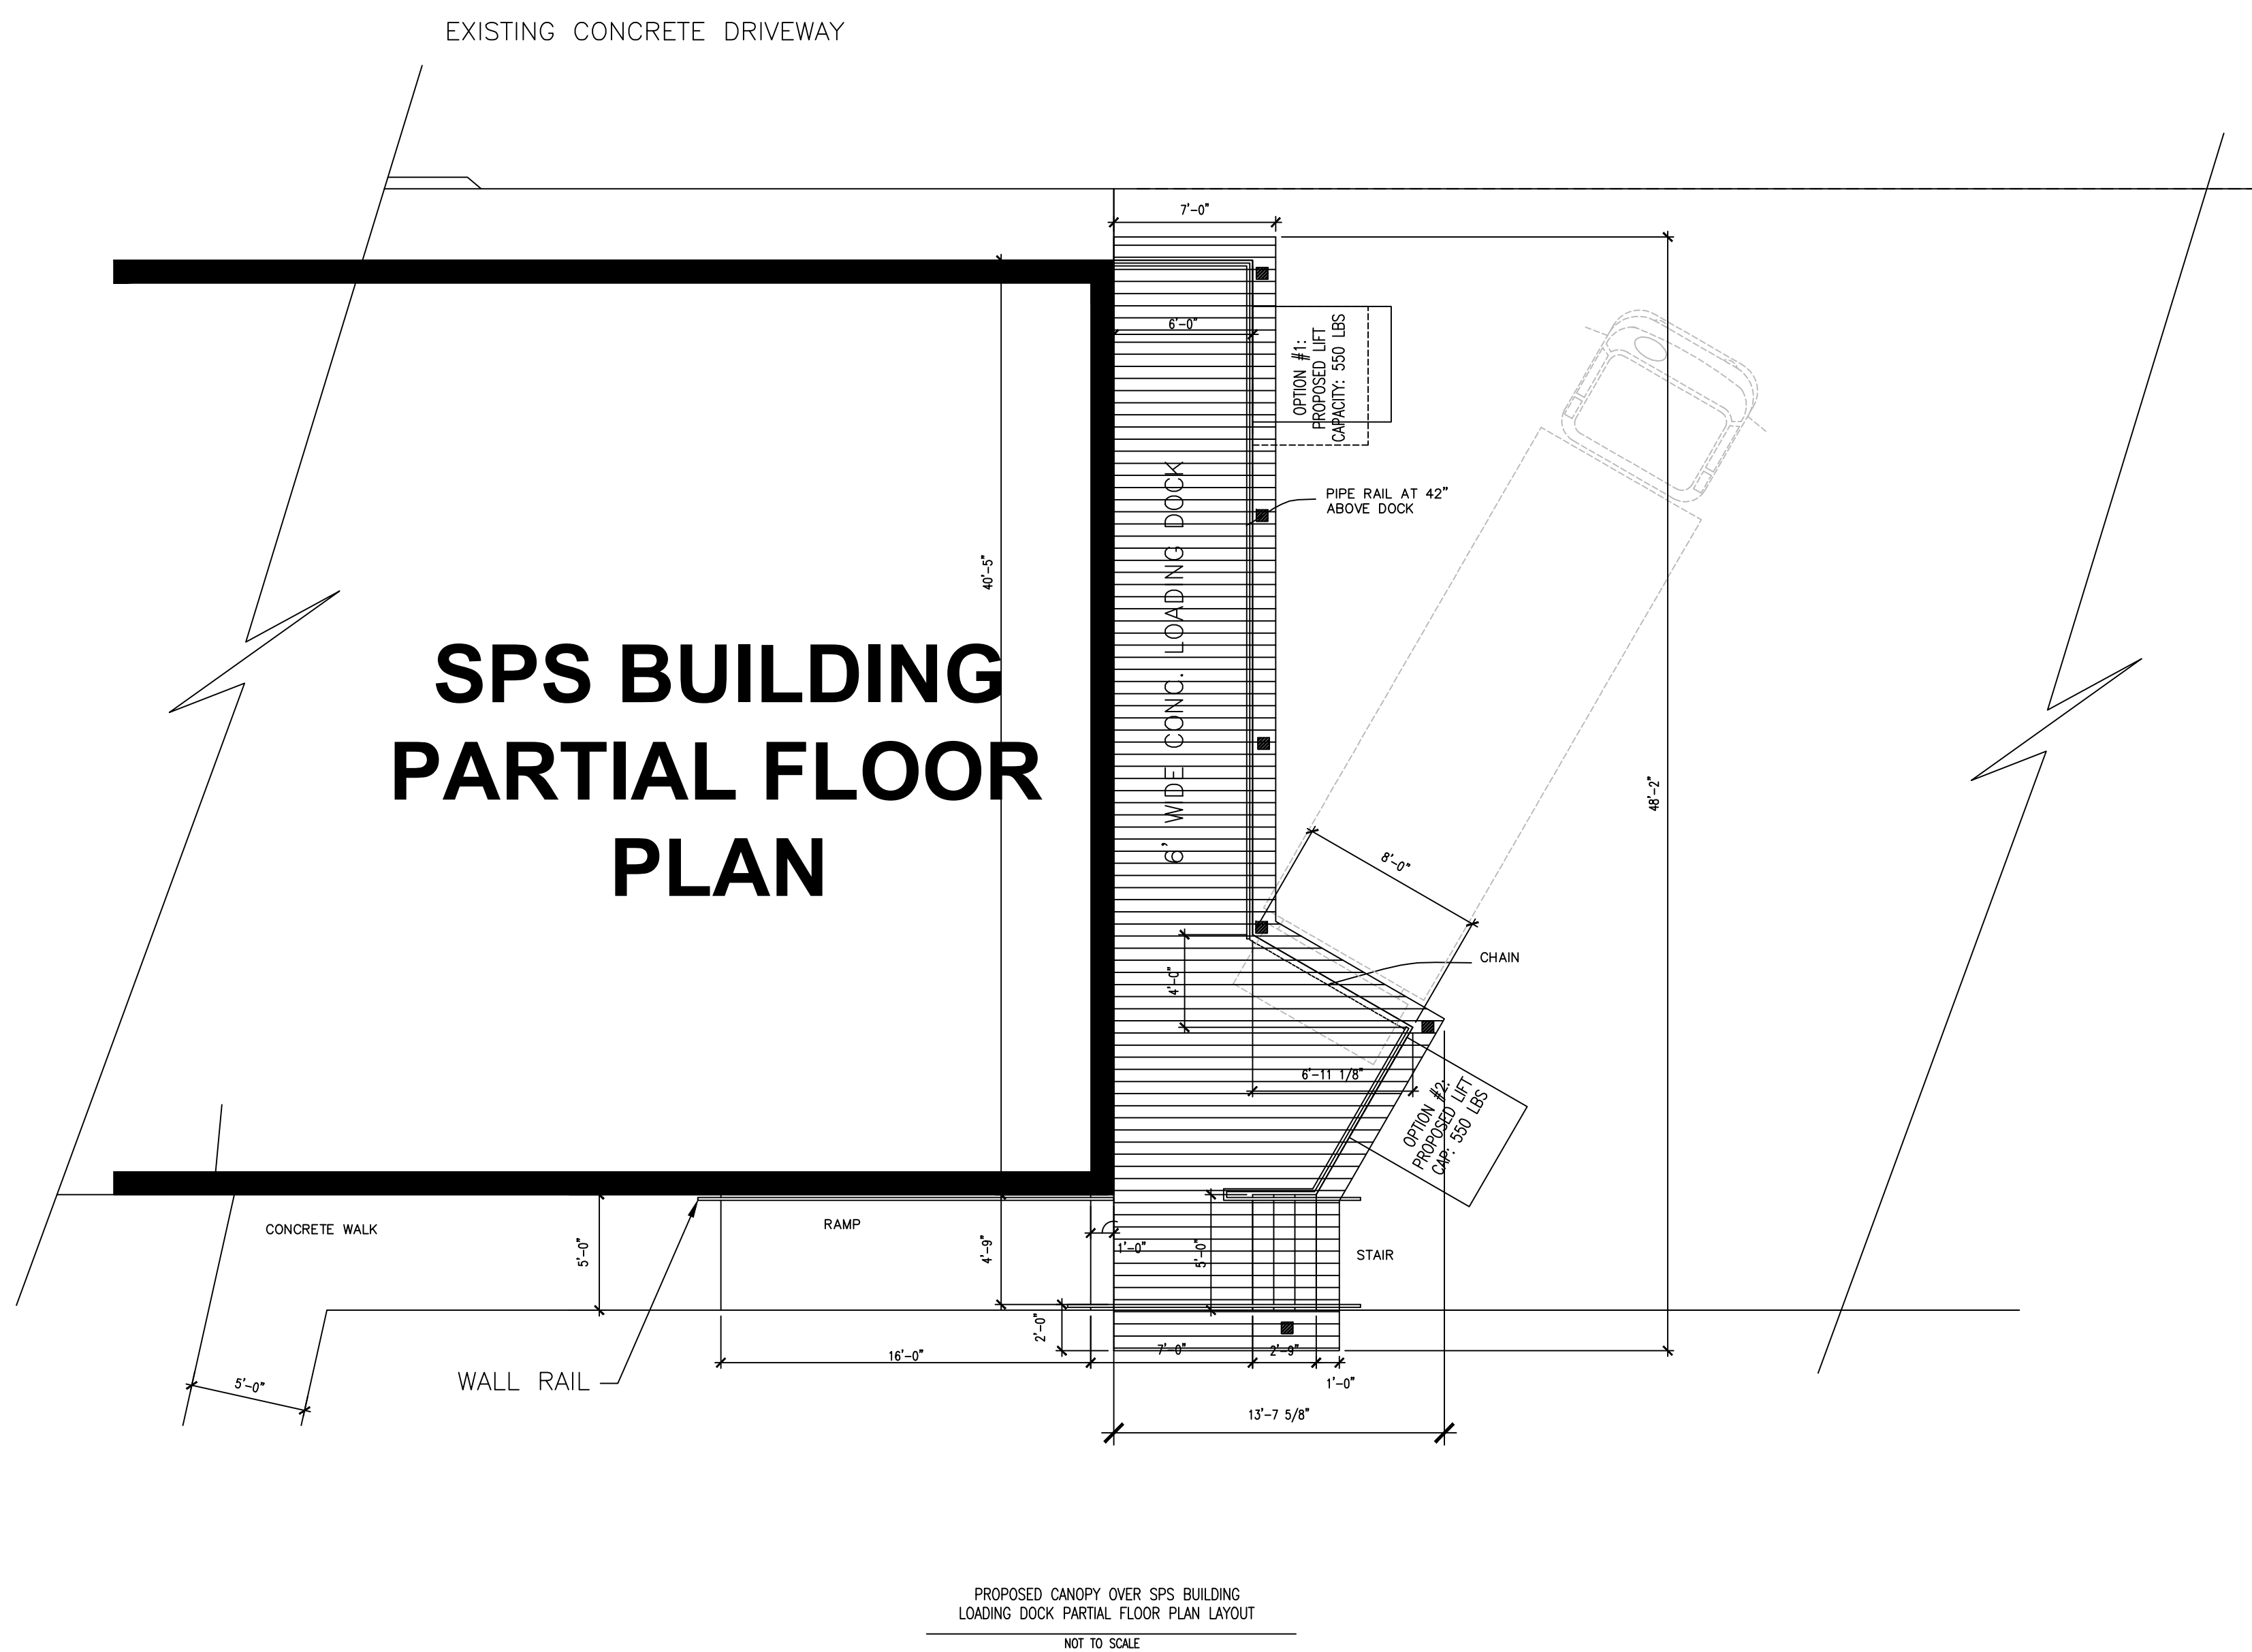 EXISTING CONCRETE DRIVEWAY
7'-0"
6'-0"
OPTION #1:
PROPOSED LIFT
CAPACITY: 550 LBS
PIPE RAIL AT 42"
ABOVE DOCK
6' WIDE CONC. LOADING DOCK
40'-5"
SPS BUILDING
PARTIAL FLOOR
PLAN
48'-2"
8'-0"
CHAIN
4'-0"
6'-11 1/8"
OPTION #2:
PROPOSED LIFT
CAP: 550 LBS
CONCRETE WALK
RAMP
5'-0"
4'-9"
1'-0"
5'-0"
STAIR
2'-0"
16'-0"
7'-0"
2'-9"
1'-0"
WALL RAIL
5'-0"
13'-7 5/8"
PROPOSED CANOPY OVER SPS BUILDING
LOADING DOCK PARTIAL FLOOR PLAN LAYOUT
NOT TO SCALE